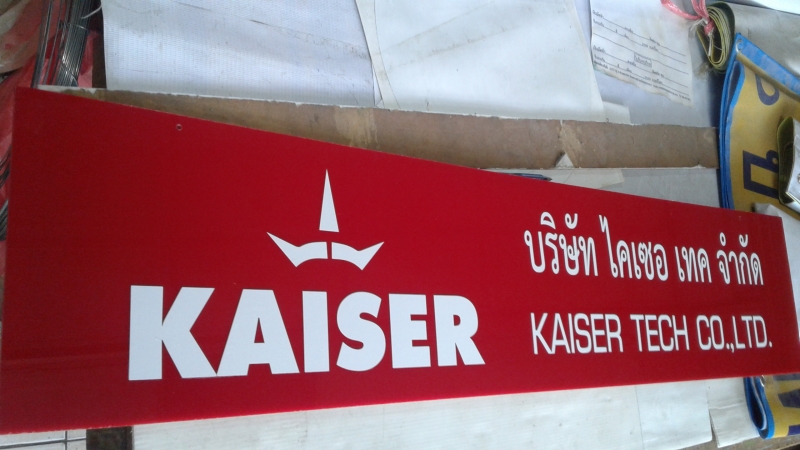 KAISER
บริษัท ไคเซอ เทค จำกัด
KAISER TECH CO.,LTD.